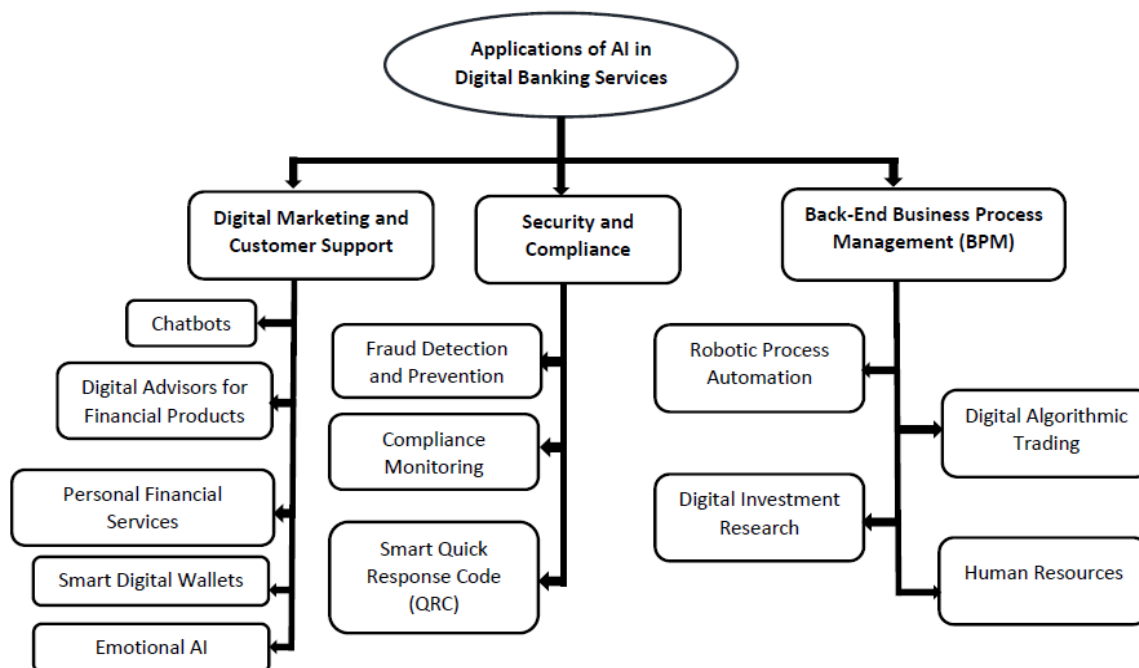 Applications of AI in
Digital Banking Services
Digital Marketing and
Customer Support
Security and
Compliance
Back-End Business Process
Management (BPM)
Chatbots
Digital Advisors for
Financial Products
Personal Financial
Services
Smart Digital Wallets
Emotional AI
Fraud Detection
and Prevention
Compliance
Monitoring
Smart Quick
Response Code
(QRC)
Robotic Process
Automation
Digital Algorithmic
Trading
Digital Investment
Research
Human Resources